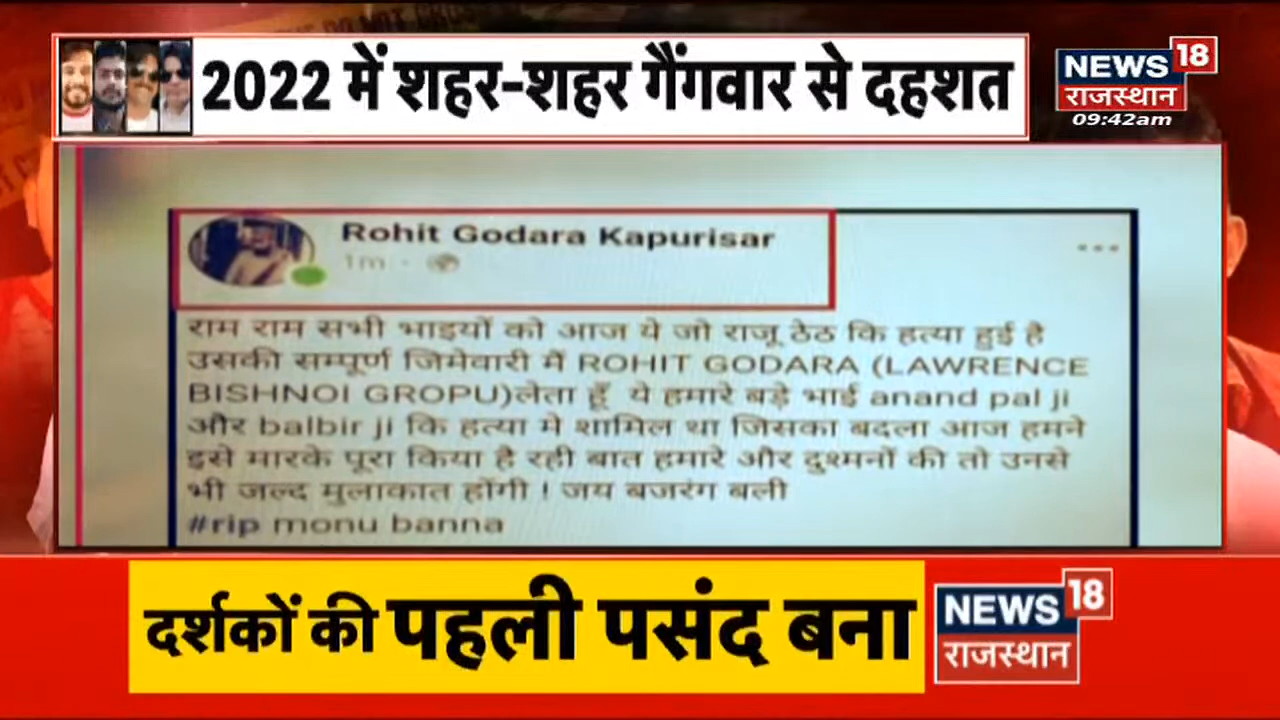 2022 में शहर-शहर गैंगवार से दहशत
NEWS 18
राजस्थान
09:42am
Rohit Godara Kapurisar
1m
राम राम सभी भाइयों को आज ये जो राजू ठेठ कि हत्या हुई है
उसकी सम्पूर्ण जिमेवारी मैं ROHIT GODARA (LAWRENCE
BISHNOI GROPU)लेता हूँ ये हमारे बड़े भाई anand pal ji
और balbir ji कि हत्या मे शामिल था जिसका बदला आज हमने
इसे मारके पूरा किया है रही बात हमारे और दुश्मनों की तो उनसे
भी जल्द मुलाकात होंगी ! जय बजरंग बली
#rip monu banna
दर्शकों की पहली पसंद बना
NEWS 18
राजस्थान